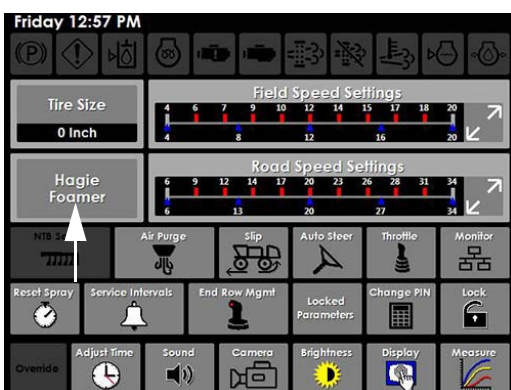 Friday 12:57 PM
(P)
Tire Size
0 Inch
Field Speed Settings
4 6 7 9 10 12 14 15 17 18 20
4 8 12 16 20
Hagie
Foamer
Road Speed Settings
6 9 12 14 17 20 23 26 28 31 34
6 13 20 27 34
Air Purge
Slip
Auto Steer
Throttle
Monitor
Reset Spray
Service Intervals
End Row Mgmt
Locked
Parameters
Change PIN
Lock
Override
Adjust Time
Sound
Camera
Brightness
Display
Measure